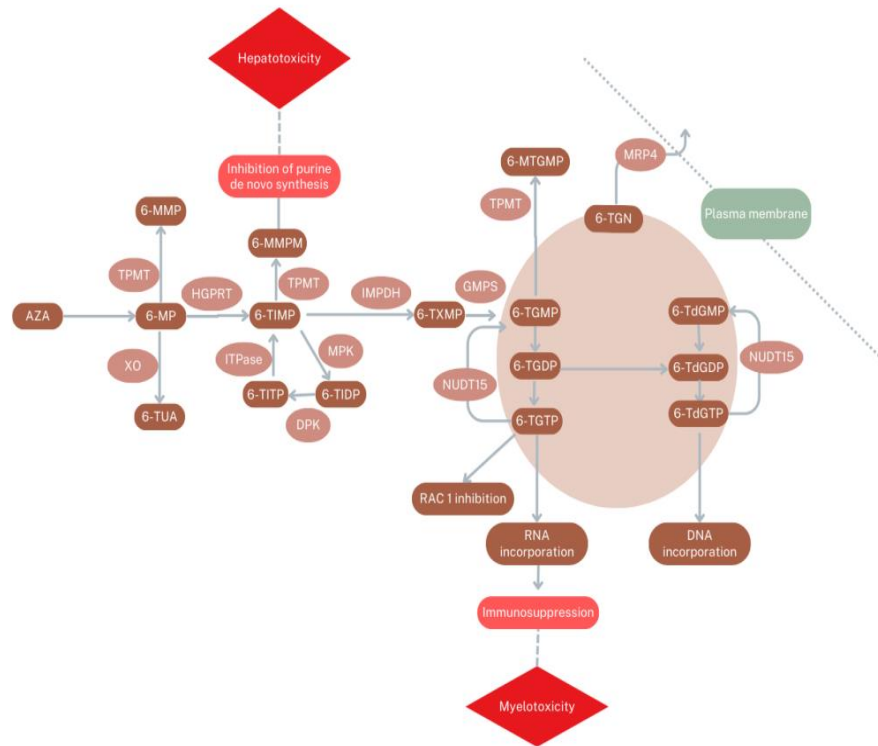 Hepatotoxicity
Inhibition of purine
de novo synthesis
6-MMP
6-MMPM
TPMT
HGPRT
TPMT
AZA
6-MP
6-TIMP
IMPDH
6-TXMP
GMPS
XO
ITPase
MPK
6-TUA
6-TITP
6-TIDP
DPK
6-MTGMP
MRP4
TPMT
6-TGN
Plasma membrane
6-TGMP
6-TdGMP
NUDT15
6-TGDP
6-TdGDP
NUDT15
6-TGTP
6-TdGTP
RAC 1 inhibition
RNA
incorporation
DNA
incorporation
Immunosuppression
Myelotoxicity